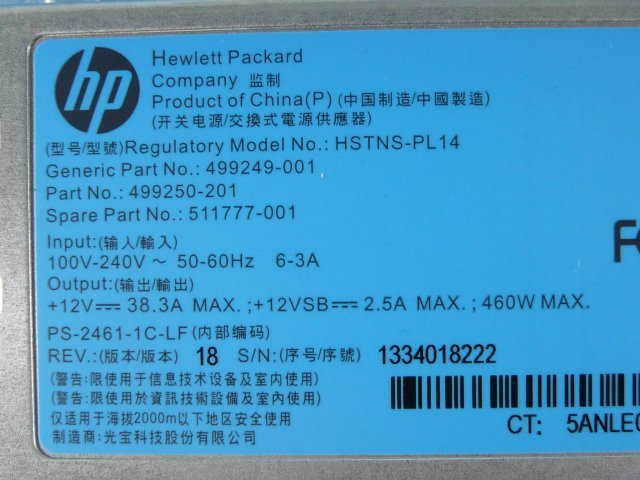 hp
Hewlett Packard
Company 监制
Product of China(P) (中国制造/中國製造)
(开关电源/交換式電源供應器)
(型号/型號)Regulatory Model No.: HSTNS-PL14
Generic Part No.: 499249-001
Part No.: 499250-201
Spare Part No.: 511777-001
Input:(输入/輸入)
100V-240V ~ 50-60Hz 6-3A
Output:(输出/輸出)
+12V⎓ 38.3A MAX. ;+12VSB⎓ 2.5A MAX. ; 460W MAX.
PS-2461-1C-LF (内部编码)
REV.:(版本/版本) 18 S/N:(序号/序號) 1334018222
(警告:限使用于信息技术设备及室内使用)
(警告:限使用於資訊技術設備及室內使用)
仅适用于海拔2000m以下地区安全使用
制造商:光宝科技股份有限公司
CT: 5ANLE